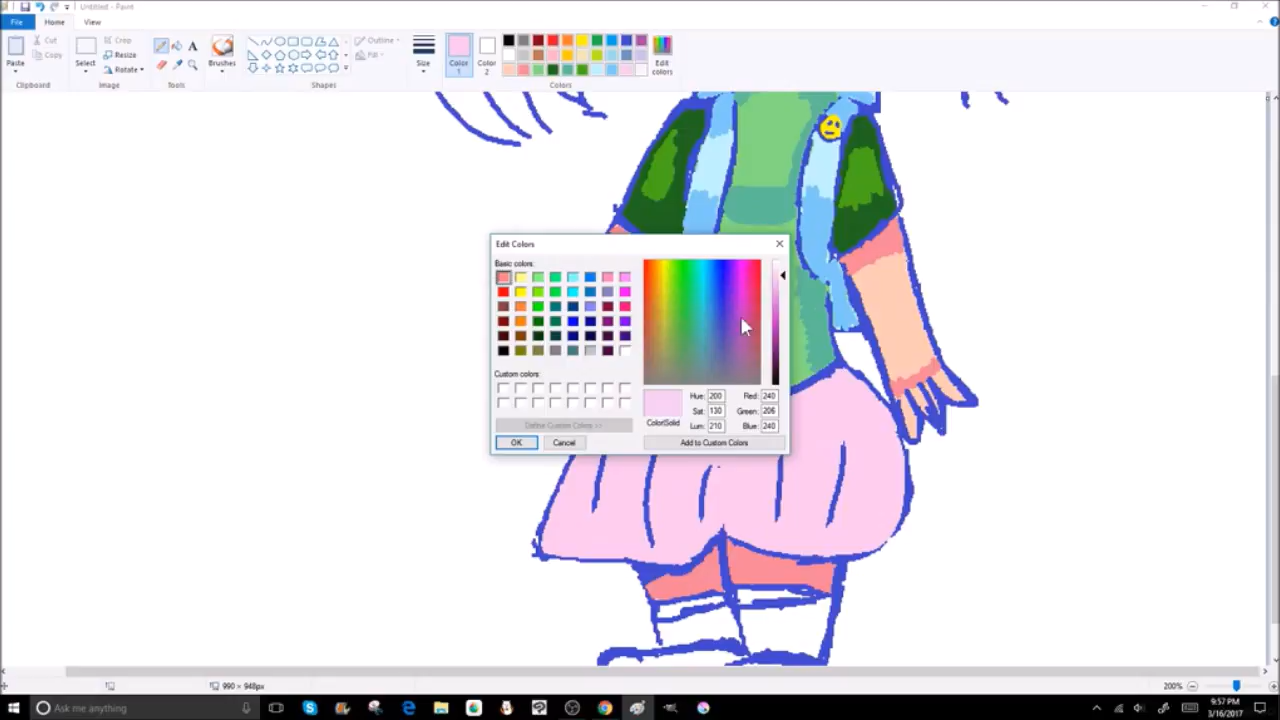 Untitled - Paint
File Home View
Paste
Cut
Copy
Clipboard
Select
Crop
Resize
Rotate
Image
A
Tools
Brushes
Outline
Fill
Shapes
Size
Color
1
Color
2
Edit
colors
Colors
Edit Colors
Basic colors:
Custom colors:
Define Custom Colors >>
OK Cancel
Color|Solid
Hue: 200 Red: 240
Sat: 130 Green: 206
Lum: 210 Blue: 240
Add to Custom Colors
990 × 948px
200%
Ask me anything
9:57 PM
3/16/2017